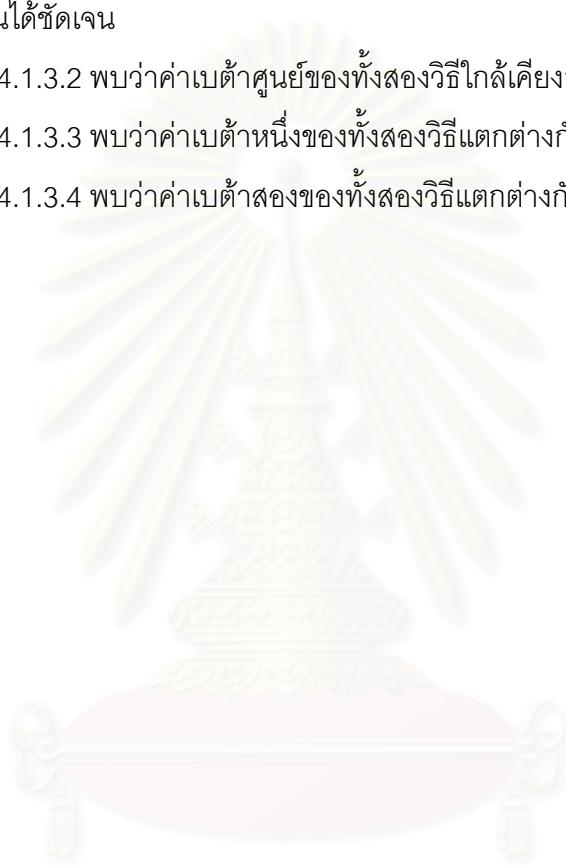 นได้ชัดเจน
4.1.3.2 พบว่าค่าเบต้าศูนย์ของทั้งสองวิธีใกล้เคียง
4.1.3.3 พบว่าค่าเบต้าหนึ่งของทั้งสองวิธีแตกต่างกั
4.1.3.4 พบว่าค่าเบต้าสองของทั้งสองวิธีแตกต่างกั